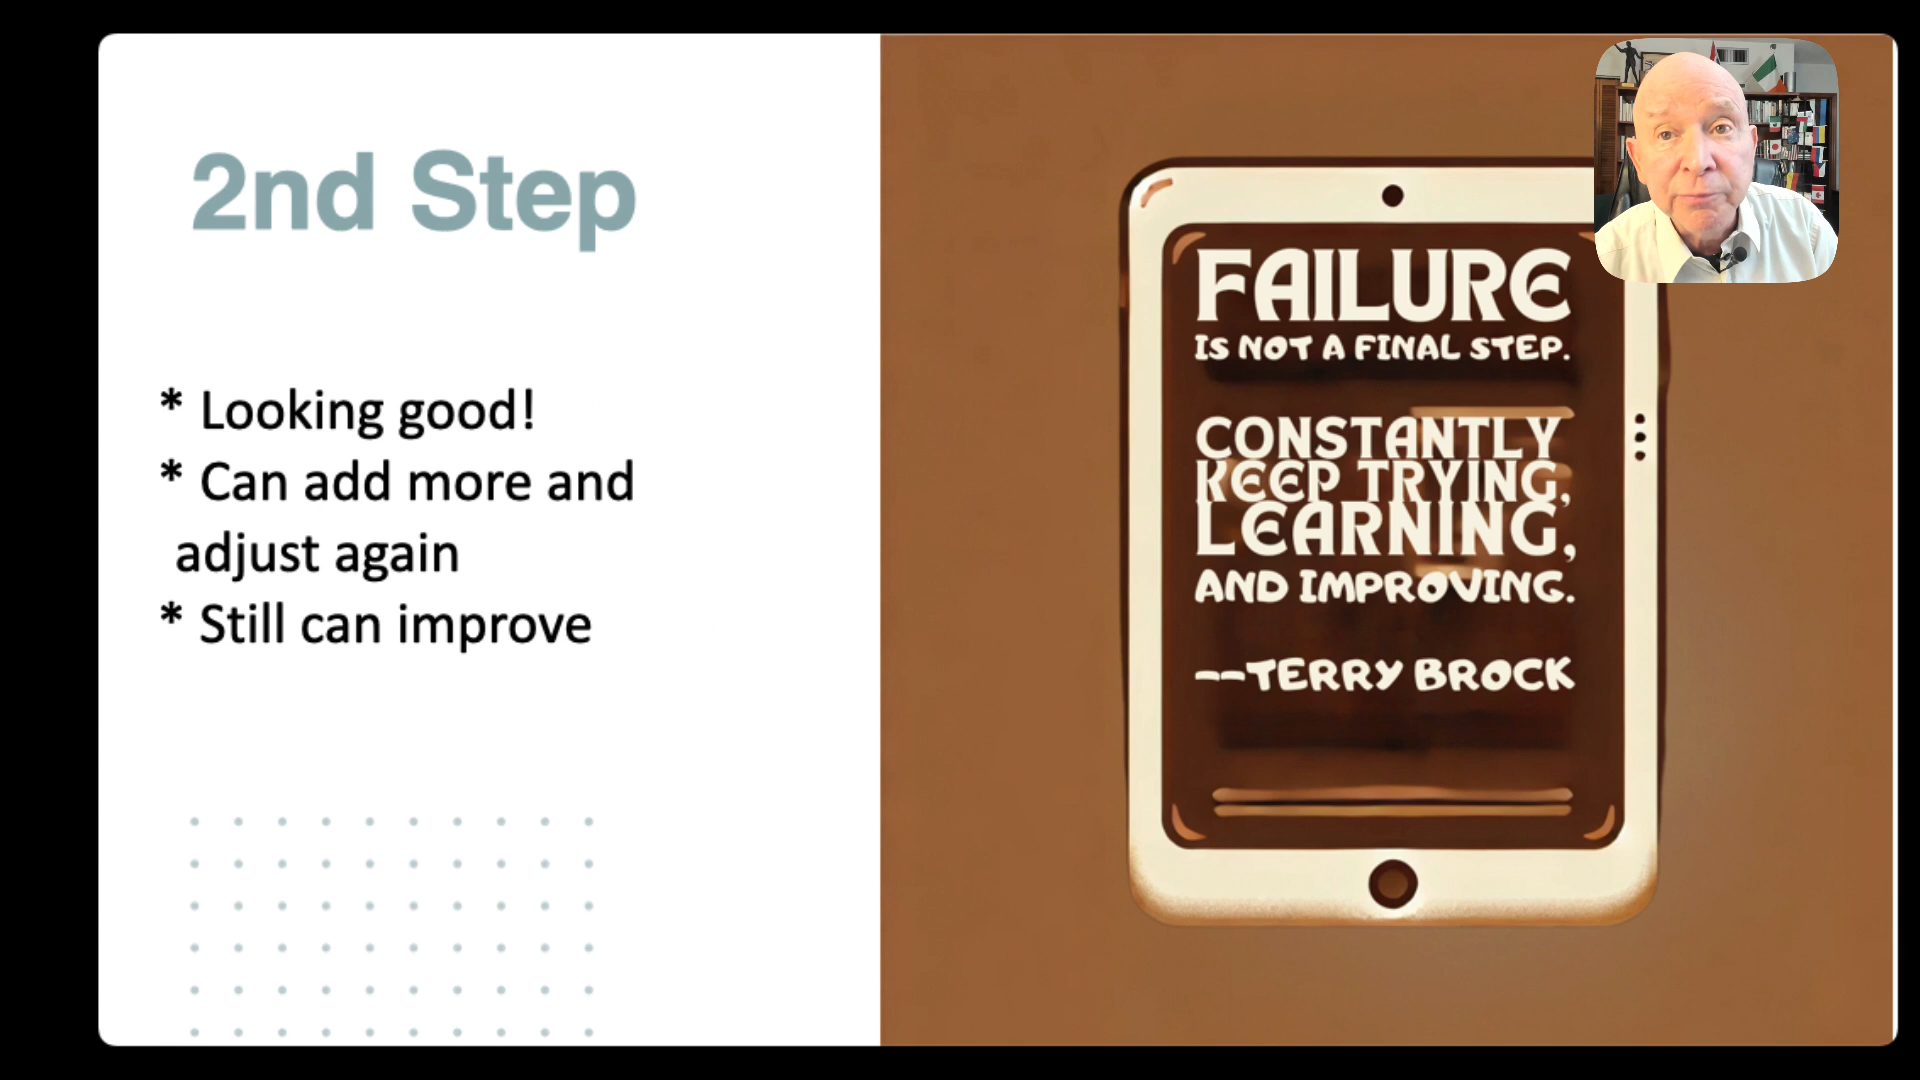 2nd Step
* Looking good!
* Can add more and
adjust again
* Still can improve
FAILURE
IS NOT A FINAL STEP.
CONSTANTLY
KEEP TRYING,
LEARNING,
AND IMPROVING.
--TERRY BROCK